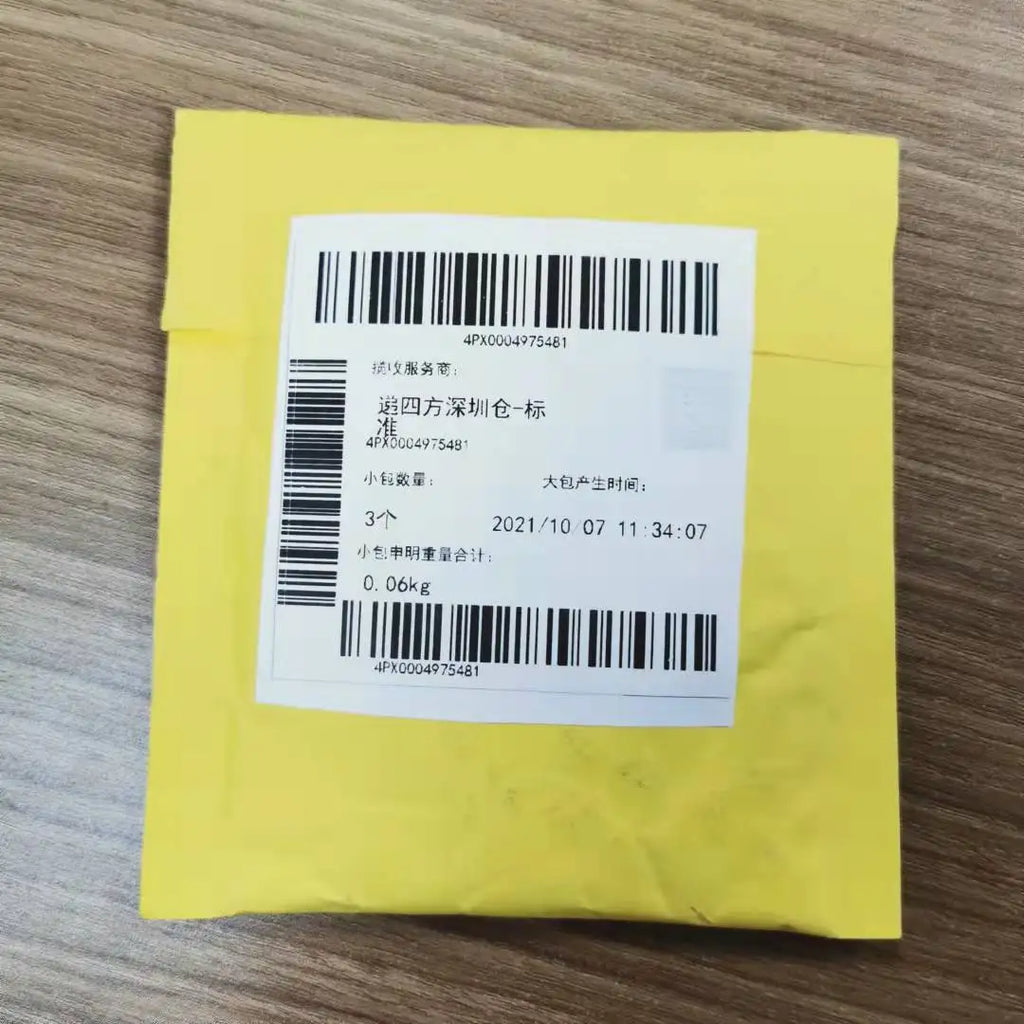 4PX0004975481
揽收服务商:
递四方深圳仓-标
准
4PX0004975481
小包数量:
大包产生时间:
3个
2021/10/07 11:34:07
小包申明重量合计:
0.06kg
4PX0004975481